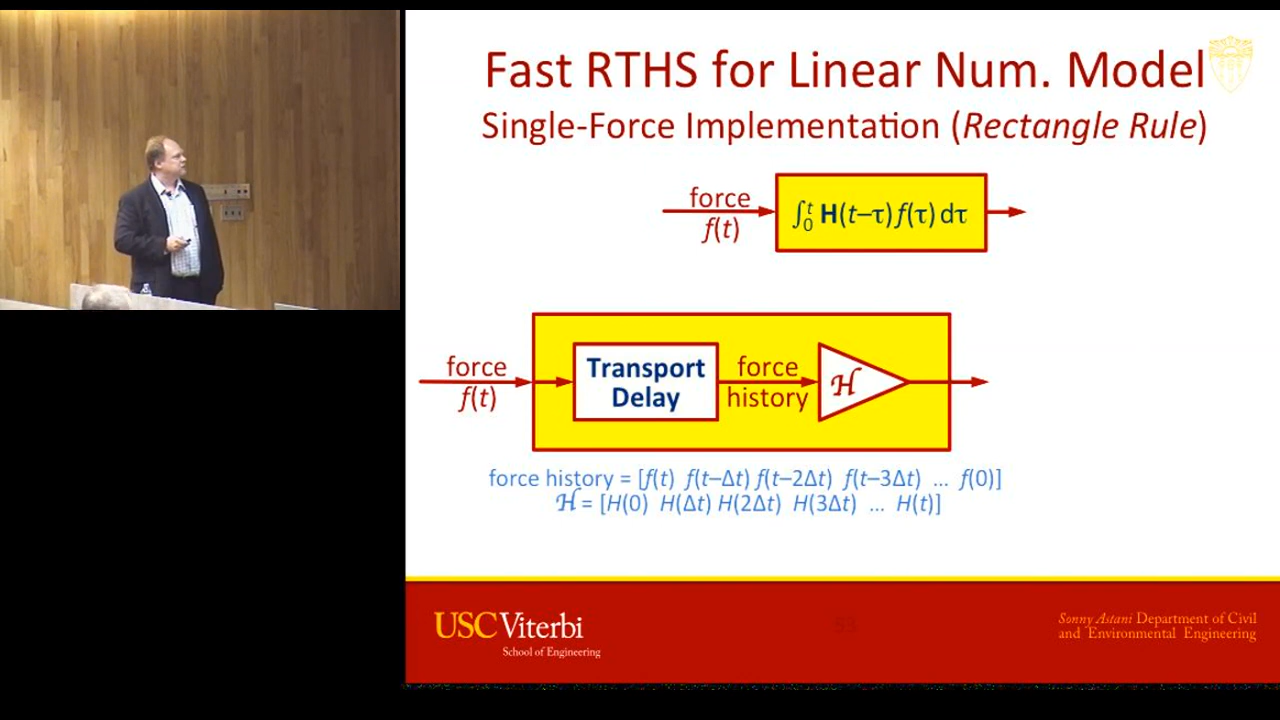 Fast RTHS for Linear Num. Model
Single-Force Implementation (Rectangle Rule)
force
f(t)
∫₀ᵗ H(t–τ) f(τ) dτ
force
f(t)
Transport
Delay
force
history
ℋ
force history = [f(t) f(t–Δt) f(t–2Δt) f(t–3Δt) ... f(0)]
ℋ = [H(0) H(Δt) H(2Δt) H(3Δt) ... H(t)]
USC Viterbi
School of Engineering
53
Sonny Astani Department of Civil
and Environmental Engineering